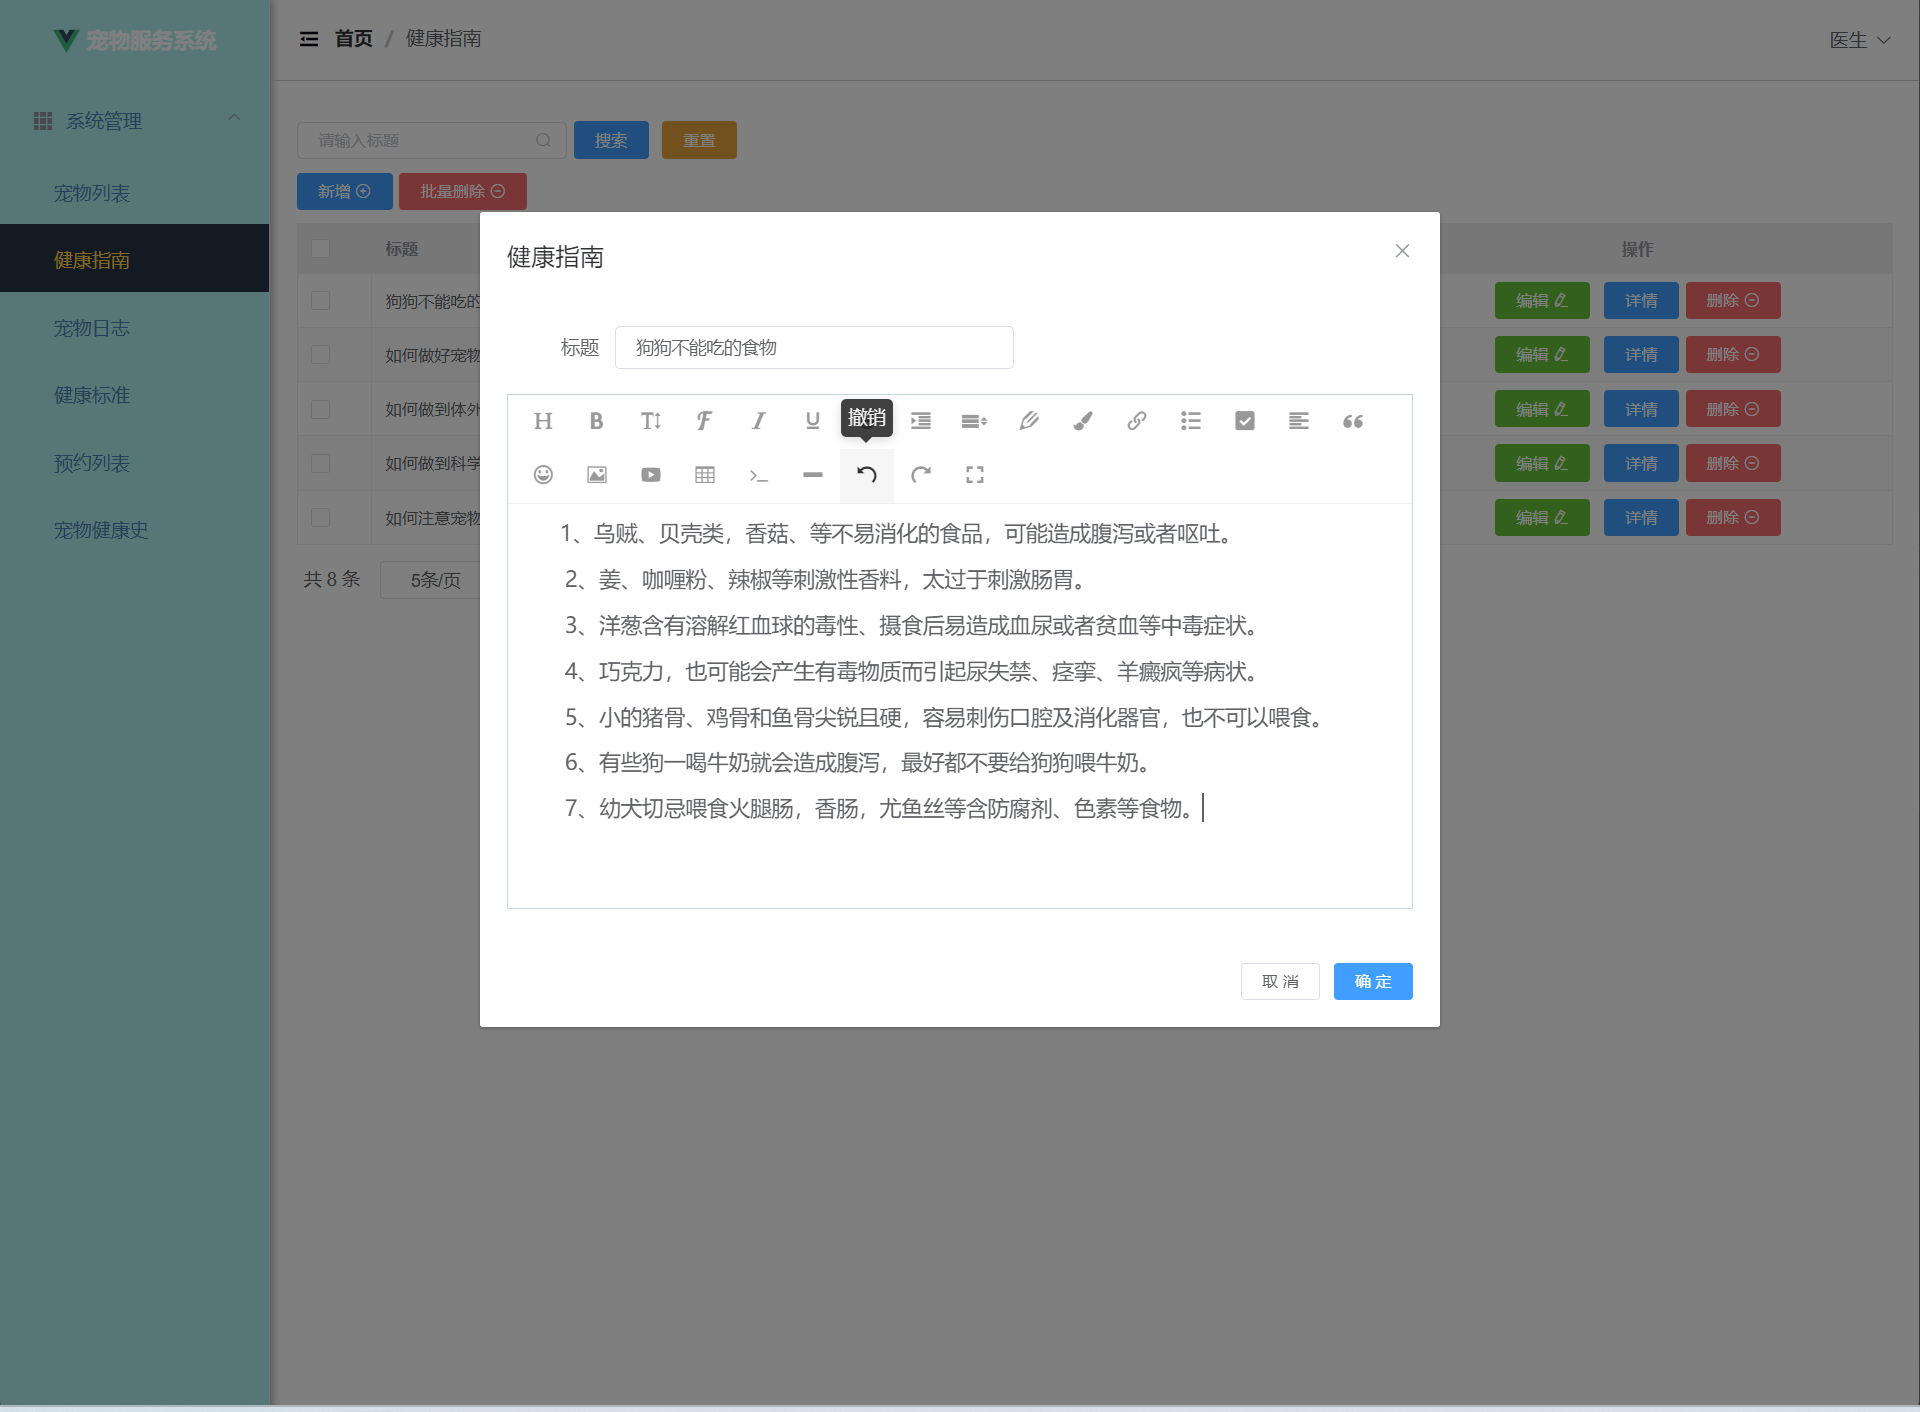 宠物服务系统
首页 / 健康指南
医生
系统管理
宠物列表
健康指南
宠物日志
健康标准
预约列表
宠物健康史
请输入标题
搜索
重置
新增
批量删除
标题
操作
狗狗不能吃的
编辑 详情 删除
如何做好宠物
编辑 详情 删除
如何做到体外
编辑 详情 删除
如何做到科学
编辑 详情 删除
如何注意宠物
编辑 详情 删除
共 8 条
5条/页
健康指南
标题
狗狗不能吃的食物
撤销
1、乌贼、贝壳类，香菇、等不易消化的食品，可能造成腹泻或者呕吐。
2、姜、咖喱粉、辣椒等刺激性香料，太过于刺激肠胃。
3、洋葱含有溶解红血球的毒性、摄食后易造成血尿或者贫血等中毒症状。
4、巧克力，也可能会产生有毒物质而引起尿失禁、痉挛、羊癜疯等病状。
5、小的猪骨、鸡骨和鱼骨尖锐且硬，容易刺伤口腔及消化器官，也不可以喂食。
6、有些狗一喝牛奶就会造成腹泻，最好都不要给狗狗喂牛奶。
7、幼犬切忌喂食火腿肠，香肠，尤鱼丝等含防腐剂、色素等食物。
取 消
确 定